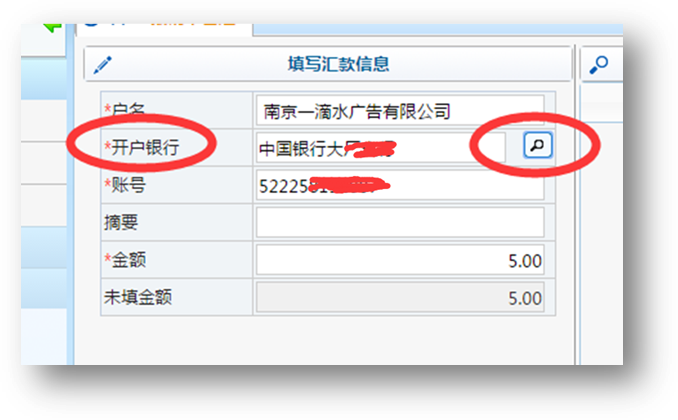 填写汇款信息
*户名 南京一滴水广告有限公司
*开户银行 中国银行大厂
*账号 52225
摘要
*金额 5.00
未填金额 5.00